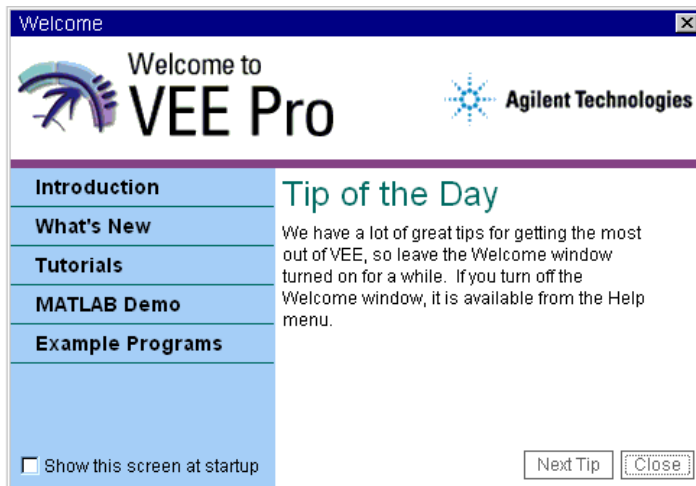 Welcome
Welcome to
VEE Pro
Agilent Technologies
Introduction
What's New
Tutorials
MATLAB Demo
Example Programs
Show this screen at startup
Tip of the Day
We have a lot of great tips for getting the most
out of VEE, so leave the Welcome window
turned on for a while.  If you turn off the
Welcome window, it is available from the Help
menu.
Next Tip
Close